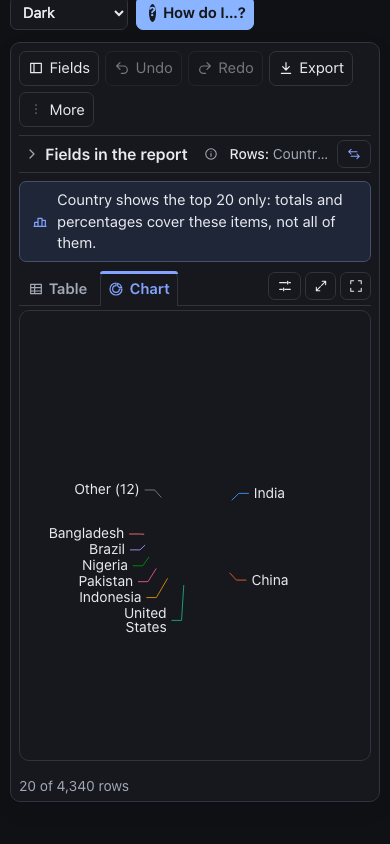 Dark
? How do I...?
Fields
Undo
Redo
Export
More
Fields in the report
Rows: Countr...
Country shows the top 20 only: totals and
percentages cover these items, not all of
them.
Table
Chart
Other (12)
India
Bangladesh
Brazil
Nigeria
Pakistan
China
Indonesia
United
States
20 of 4,340 rows